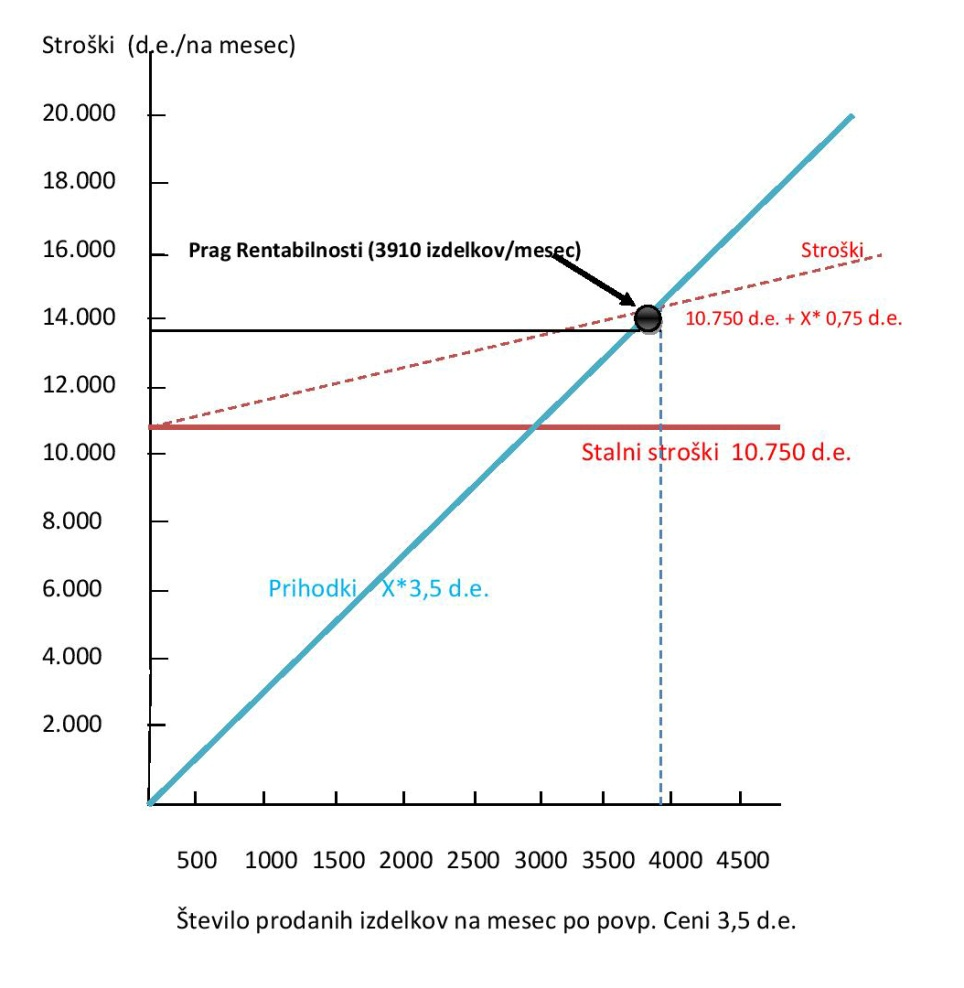 Stroški (d.e./na mesec)
20.000
18.000
16.000
Prag Rentabilnosti (3910 izdelkov/mesec)
Stroški
14.000
10.750 d.e. + X* 0,75 d.e.
12.000
10.000
Stalni stroški 10.750 d.e.
8.000
6.000
Prihodki X*3,5 d.e.
4.000
2.000
500 1000 1500 2000 2500 3000 3500 4000 4500
Število prodanih izdelkov na mesec po povp. Ceni 3,5 d.e.